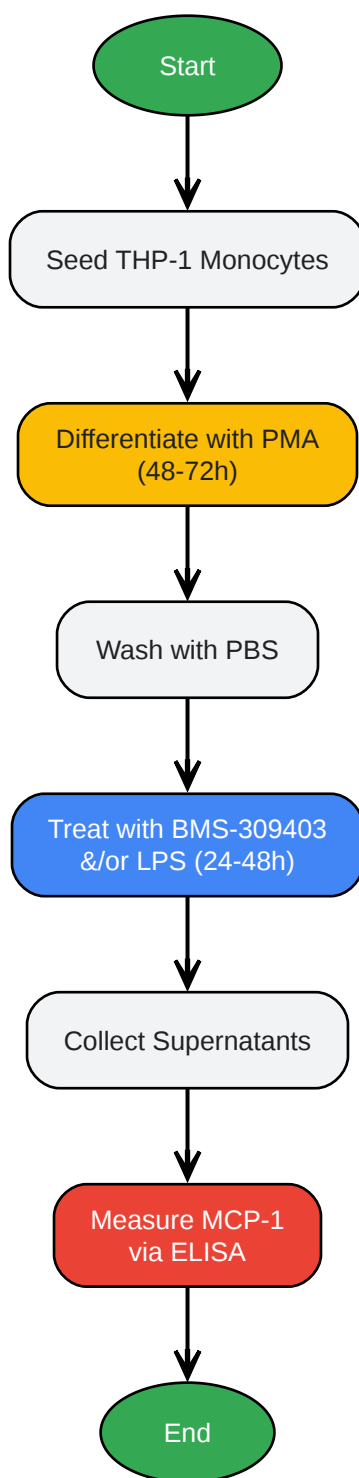 Start
Seed THP-1 Monocytes
Differentiate with PMA
(48-72h)
Wash with PBS
Treat with BMS-309403
&/or LPS (24-48h)
Collect Supernatants
Measure MCP-1
via ELISA
End